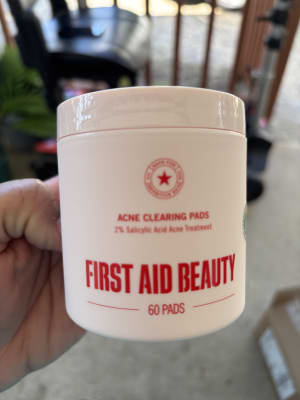 ACNE CLEARING PADS
2% Salicylic Acid Acne Treatment
FIRST AID BEAUTY
60 PADS